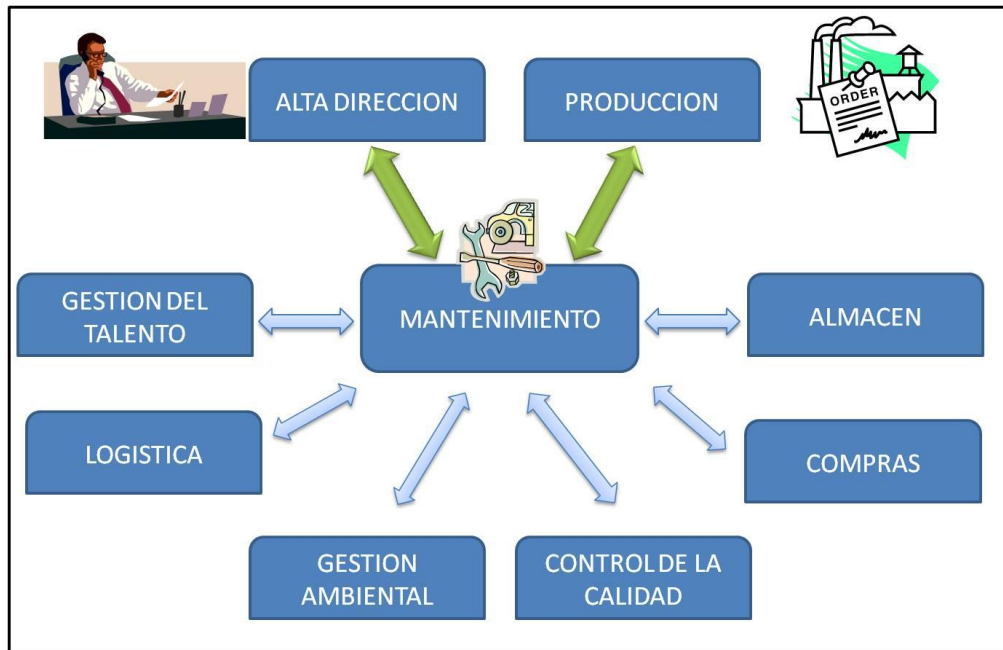 ALTA DIRECCION
PRODUCCION
ORDER
GESTION DEL
TALENTO
MANTENIMIENTO
ALMACEN
LOGISTICA
COMPRAS
GESTION
AMBIENTAL
CONTROL DE LA
CALIDAD